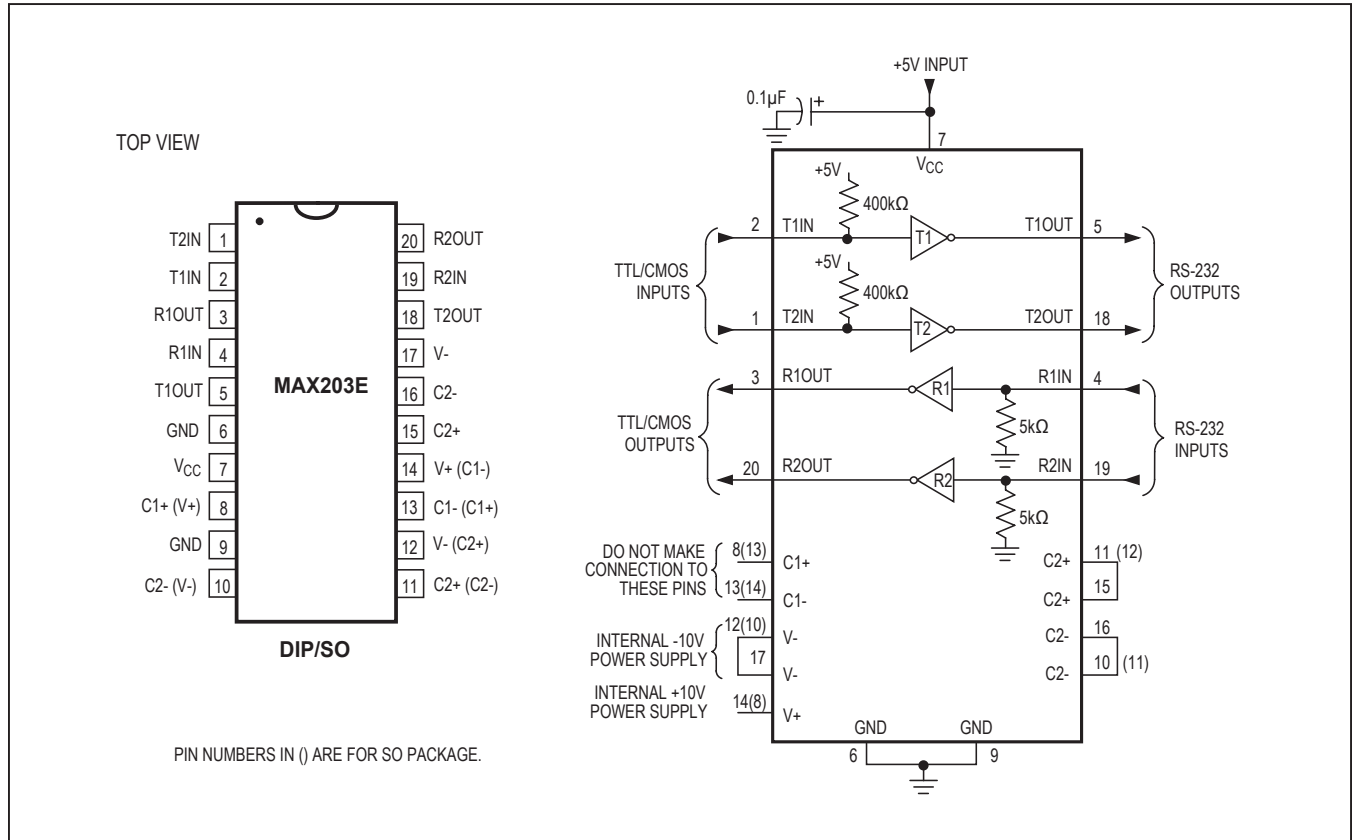 TOP VIEW
T2IN 1
T1IN 2
R1OUT 3
R1IN 4
T1OUT 5
GND 6
VCC 7
C1+ (V+) 8
GND 9
C2- (V-) 10
MAX203E
20 R2OUT
19 R2IN
18 T2OUT
17 V-
16 C2-
15 C2+
14 V+ (C1-)
13 C1- (C1+)
12 V- (C2+)
11 C2+ (C2-)
DIP/SO
PIN NUMBERS IN () ARE FOR SO PACKAGE.
+5V INPUT
0.1µF
+
7
VCC
+5V
400kΩ
2 T1IN T1 T1OUT 5
TTL/CMOS
INPUTS
+5V
400kΩ
RS-232
OUTPUTS
1 T2IN T2 T2OUT 18
3 R1OUT R1 R1IN 4
5kΩ
TTL/CMOS
OUTPUTS
RS-232
INPUTS
20 R2OUT R2 R2IN 19
5kΩ
DO NOT MAKE
CONNECTION TO
THESE PINS
8(13) C1+
13(14) C1-
INTERNAL -10V
POWER SUPPLY
12(10) V-
17 V-
INTERNAL +10V
POWER SUPPLY
14(8) V+
C2+ 11 (12)
C2+ 15
C2- 16
C2- 10 (11)
GND GND
6 9